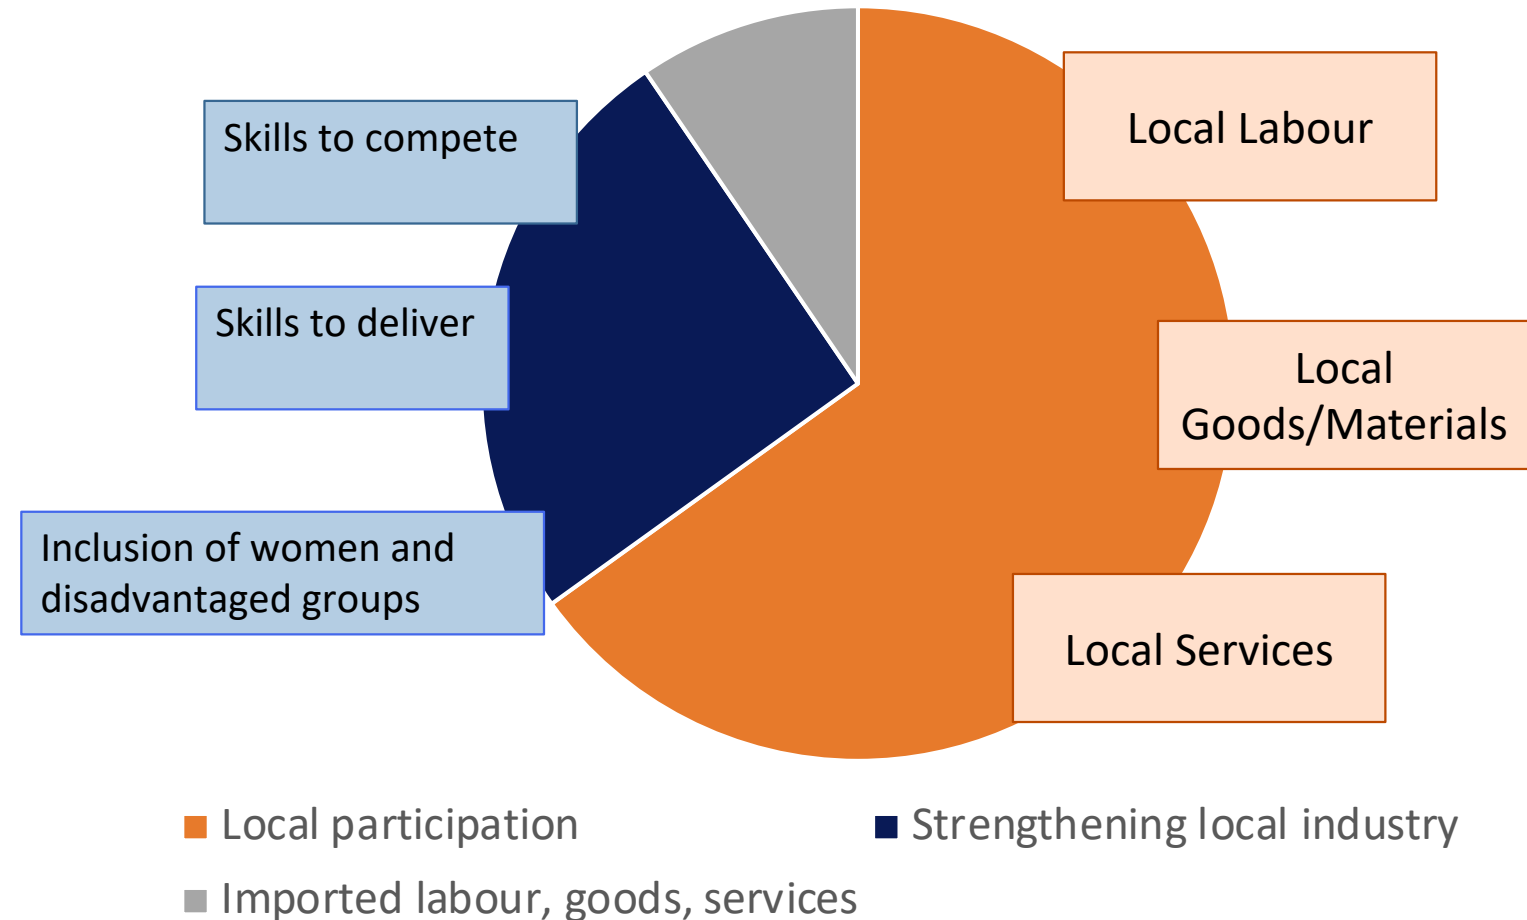 Skills to compete
Skills to deliver
Inclusion of women and
disadvantaged groups
Local Labour
Local
Goods/Materials
Local Services
Local participation
Strengthening local industry
Imported labour, goods, services